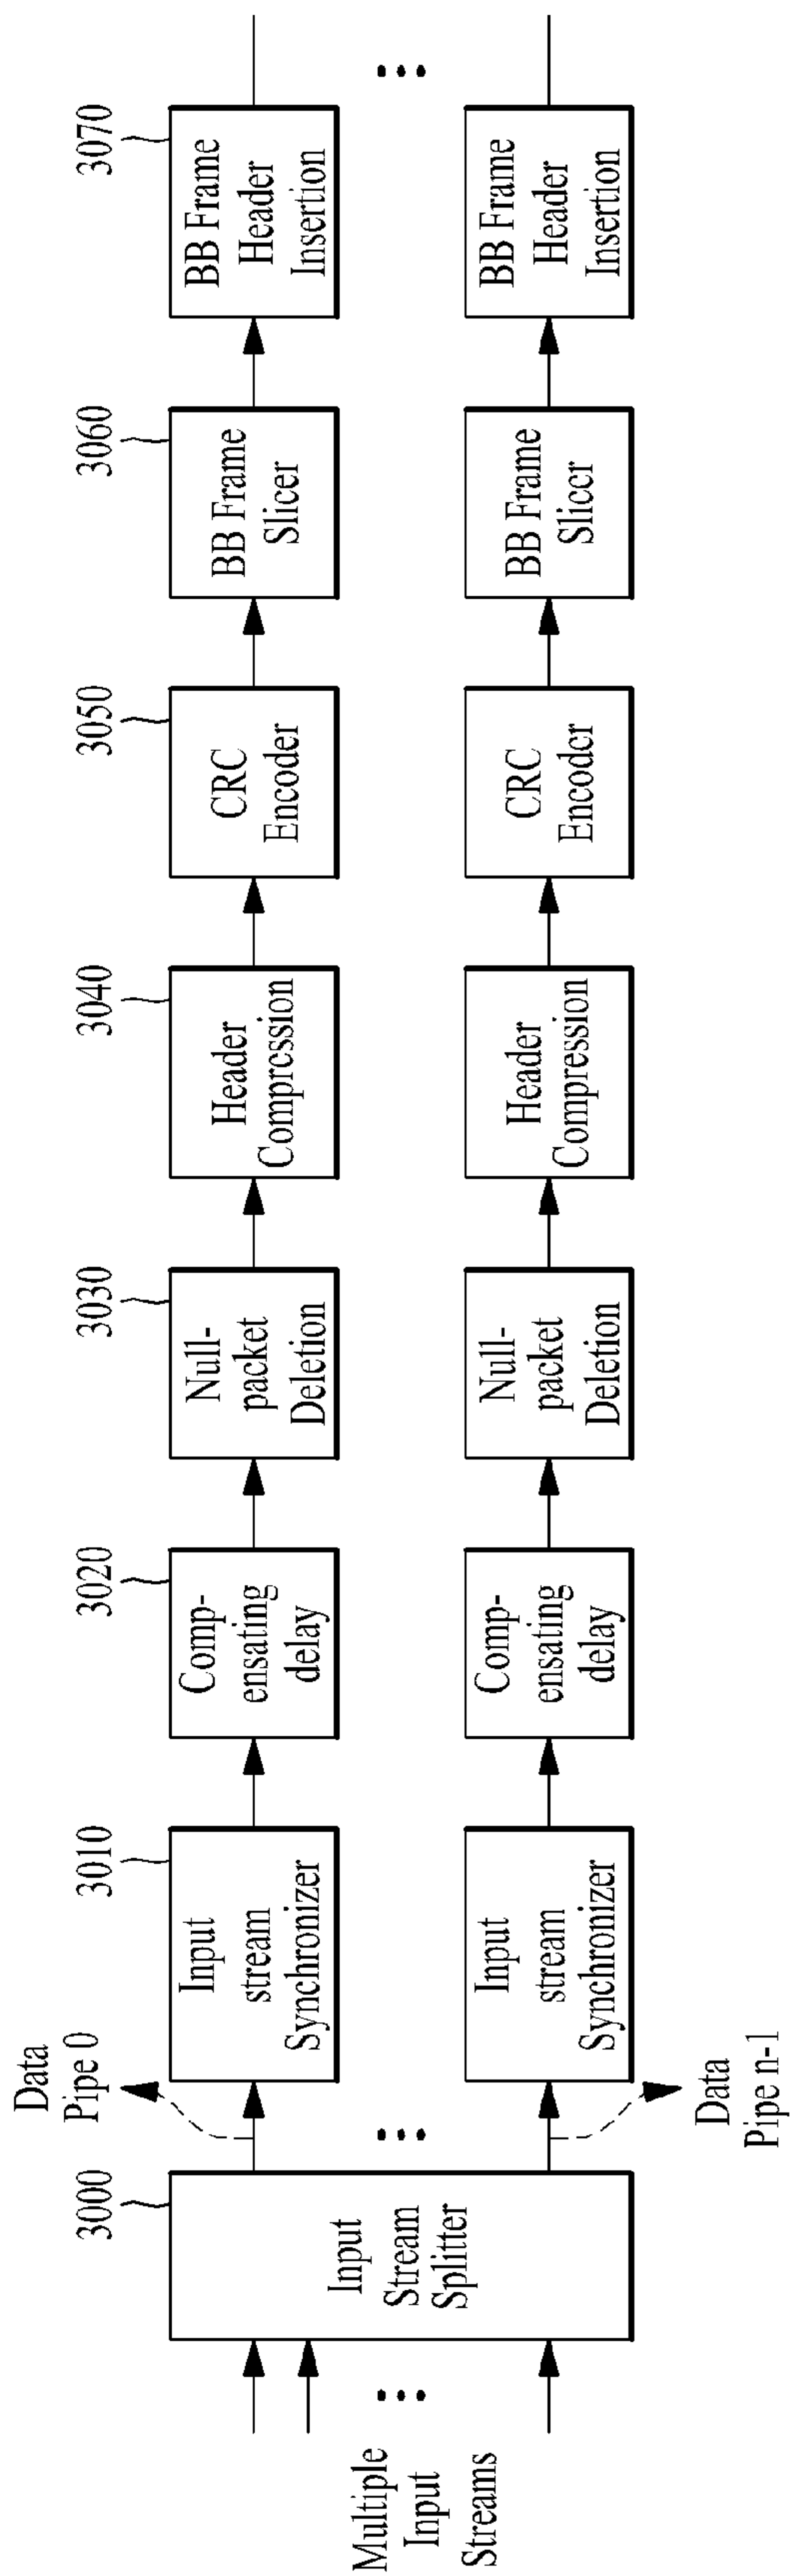 Multiple
Input
Streams
3000
Input
Stream
Splitter
Data
Pipe 0
3010
Input
stream
Synchronizer
3020
Comp-
ensating
delay
3030
Null-
packet
Deletion
3040
Header
Compression
3050
CRC
Encoder
3060
BB Frame
Slicer
3070
BB Frame
Header
Insertion
...
...
...
Data
Pipe n-1
Input
stream
Synchronizer
Comp-
ensating
delay
Null-
packet
Deletion
Header
Compression
CRC
Encoder
BB Frame
Slicer
BB Frame
Header
Insertion